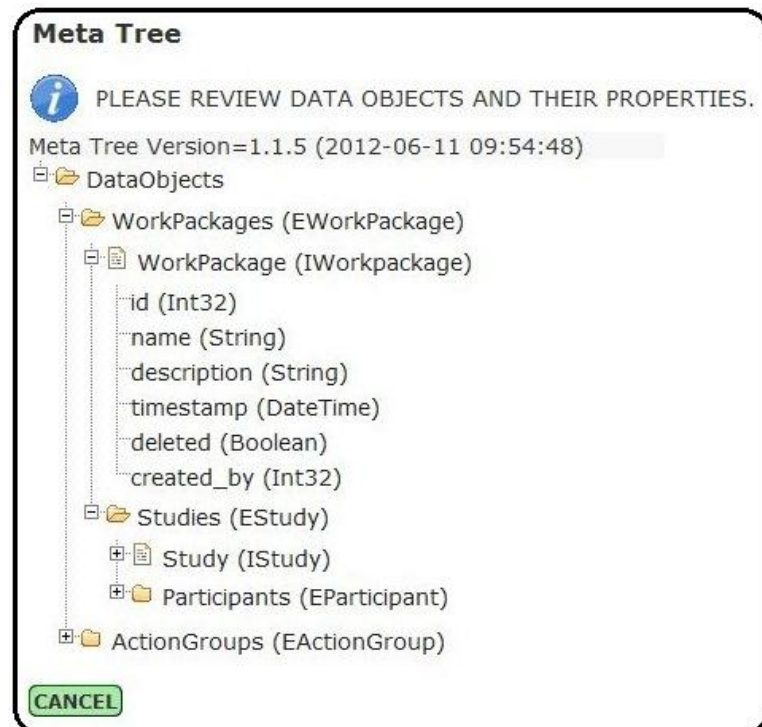 Meta Tree
PLEASE REVIEW DATA OBJECTS AND THEIR PROPERTIES.
Meta Tree Version=1.1.5 (2012-06-11 09:54:48)
DataObjects
WorkPackages (EWorkPackage)
WorkPackage (IWorkpackage)
id (Int32)
name (String)
description (String)
timestamp (DateTime)
deleted (Boolean)
created_by (Int32)
Studies (EStudy)
Study (IStudy)
Participants (EParticipant)
ActionGroups (EActionGroup)
CANCEL